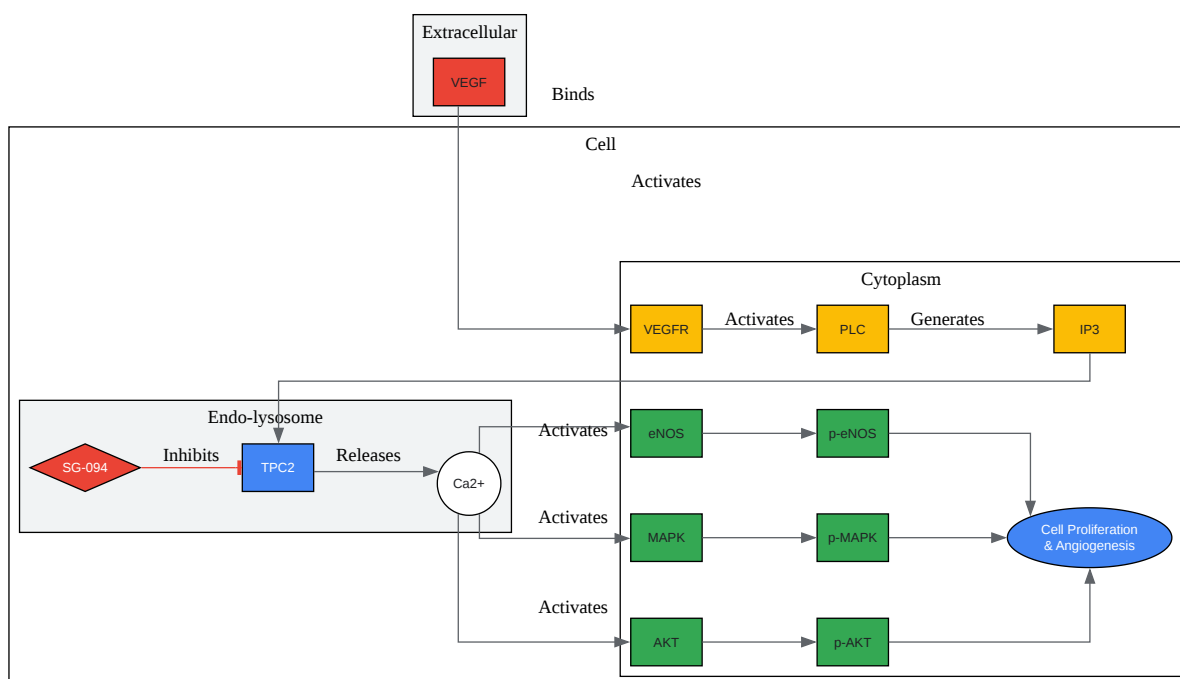 Extracellular
VEGF
Binds
Cell
Activates
Cytoplasm
VEGFR
Activates
PLC
Generates
IP3
Endo-lysosome
SG-094
Inhibits
TPC2
Releases
Ca2+
Activates
eNOS
p-eNOS
Activates
MAPK
p-MAPK
Cell Proliferation
& Angiogenesis
Activates
AKT
p-AKT